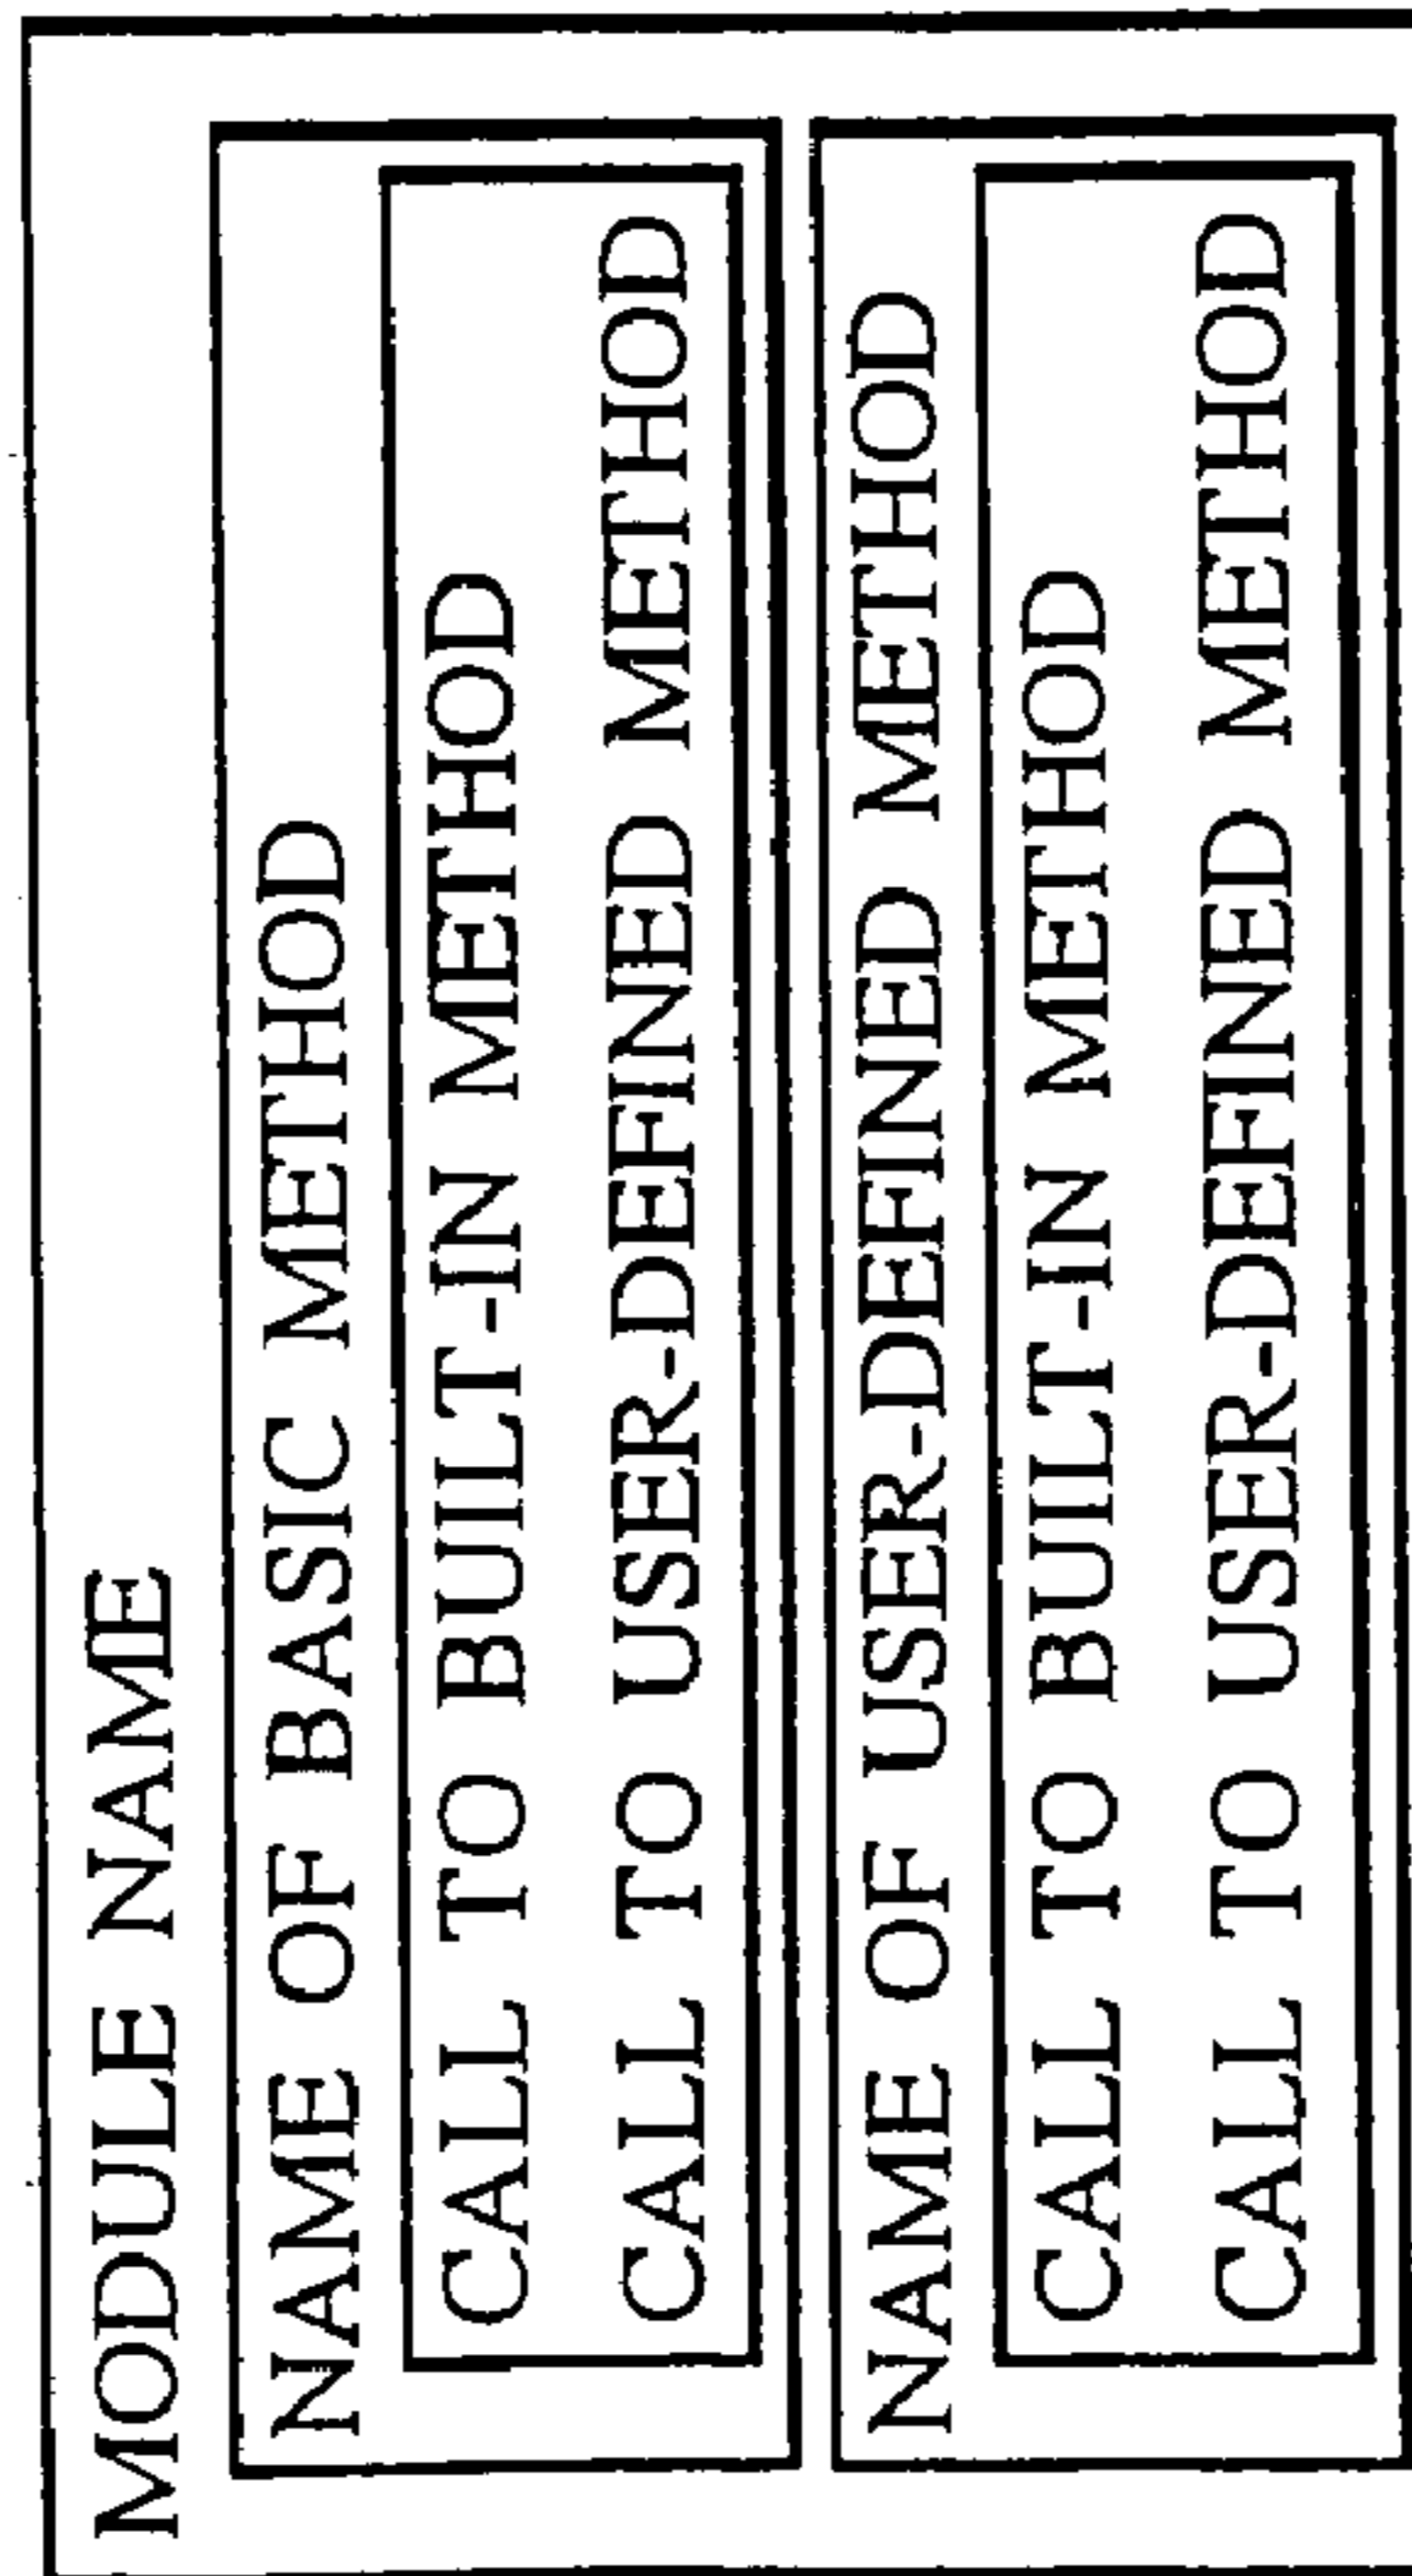 MODULE NAME
NAME OF BASIC METHOD
CALL TO BUILT-IN METHOD
CALL TO USER-DEFINED METHOD
NAME OF USER-DEFINED METHOD
CALL TO BUILT-IN METHOD
CALL TO USER-DEFINED METHOD